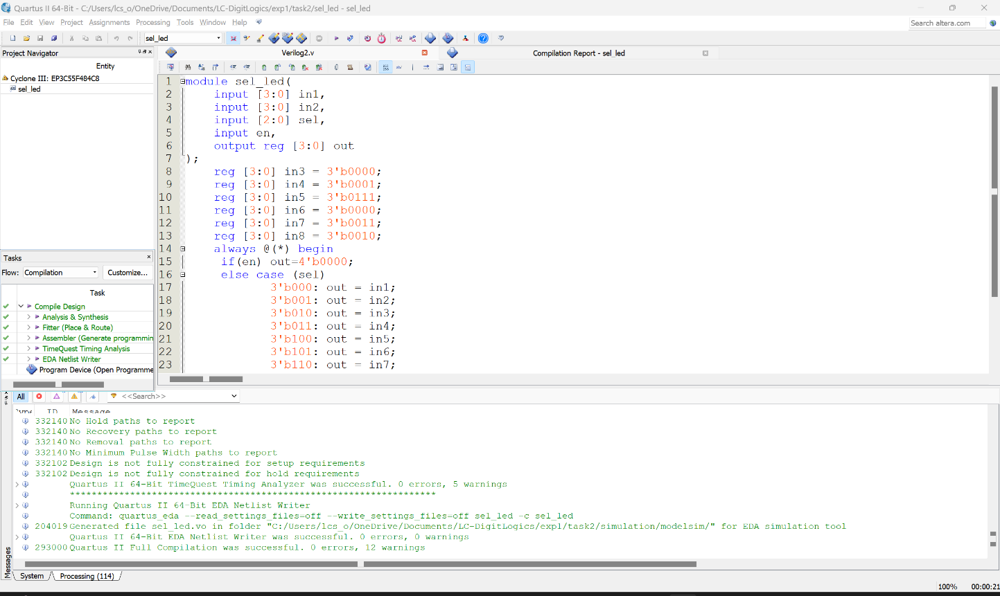 Quartus II 64-Bit - C:/Users/lcs_o/OneDrive/Documents/LC-DigitLogics/exp1/task2/sel_led - sel_led
File Edit View Project Assignments Processing Tools Window Help
Search altera.com
sel_led
Project Navigator
Verilog2.v
Compilation Report - sel_led
Entity
Cyclone III: EP3C55F484C8
sel_led
1 module sel_led(
2 input [3:0] in1,
3 input [3:0] in2,
4 input [2:0] sel,
5 input en,
6 output reg [3:0] out
7 );
8 reg [3:0] in3 = 3'b0000;
9 reg [3:0] in4 = 3'b0001;
10 reg [3:0] in5 = 3'b0111;
11 reg [3:0] in6 = 3'b0000;
12 reg [3:0] in7 = 3'b0011;
13 reg [3:0] in8 = 3'b0010;
14 always @(*) begin
15 if(en) out=4'b0000;
16 else case (sel)
17 3'b000: out = in1;
18 3'b001: out = in2;
19 3'b010: out = in3;
20 3'b011: out = in4;
21 3'b100: out = in5;
22 3'b101: out = in6;
23 3'b110: out = in7;
Tasks
Flow: Compilation Customize...
Task
Compile Design
Analysis & Synthesis
Fitter (Place & Route)
Assembler (Generate programmin
TimeQuest Timing Analysis
EDA Netlist Writer
Program Device (Open Programme
All <<Search>>
Type ID Message
332140 No Hold paths to report
332140 No Recovery paths to report
332140 No Removal paths to report
332140 No Minimum Pulse Width paths to report
332102 Design is not fully constrained for setup requirements
332102 Design is not fully constrained for hold requirements
Quartus II 64-Bit TimeQuest Timing Analyzer was successful. 0 errors, 5 warnings
*******************************************************************
Running Quartus II 64-Bit EDA Netlist Writer
Command: quartus_eda --read_settings_files=off --write_settings_files=off sel_led -c sel_led
204019 Generated file sel_led.vo in folder "C:/Users/lcs_o/OneDrive/Documents/LC-DigitLogics/exp1/task2/simulation/modelsim/" for EDA simulation tool
Quartus II 64-Bit EDA Netlist Writer was successful. 0 errors, 0 warnings
293000 Quartus II Full Compilation was successful. 0 errors, 12 warnings
Messages
System Processing (114)
100% 00:00:21